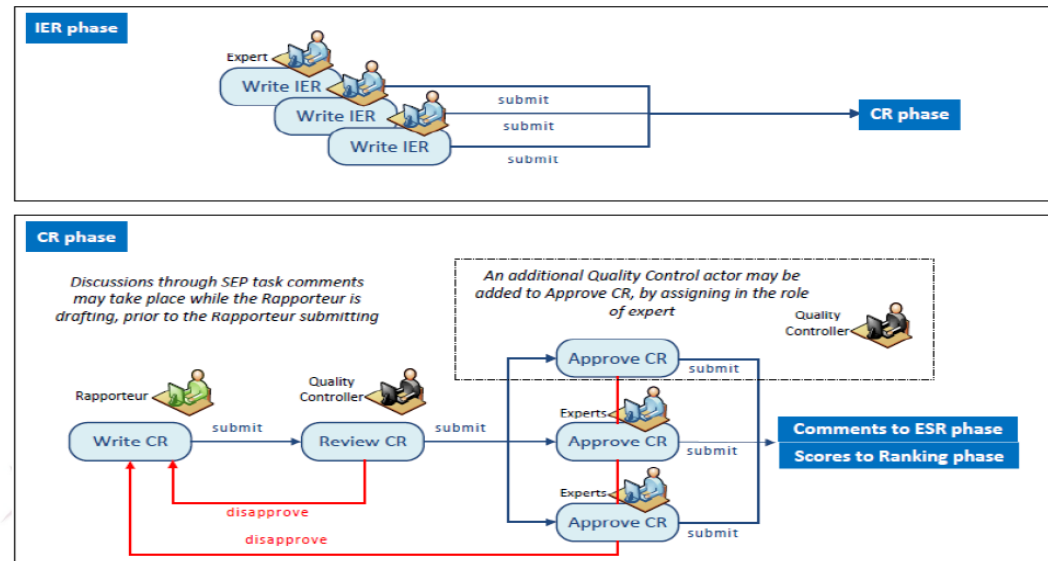 IER phase
Expert
Write IER
submit
Write IER
submit
CR phase
Write IER
submit
CR phase
Discussions through SEP task comments
may take place while the Rapporteur is
drafting, prior to the Rapporteur submitting
An additional Quality Control actor may be
added to Approve CR, by assigning in the role
of expert
Quality
Controller
Approve CR
submit
Rapporteur
Quality
Controller
Experts
Write CR
submit
Review CR
submit
Approve CR
submit
Comments to ESR phase
Scores to Ranking phase
Experts
disapprove
Approve CR
submit
disapprove